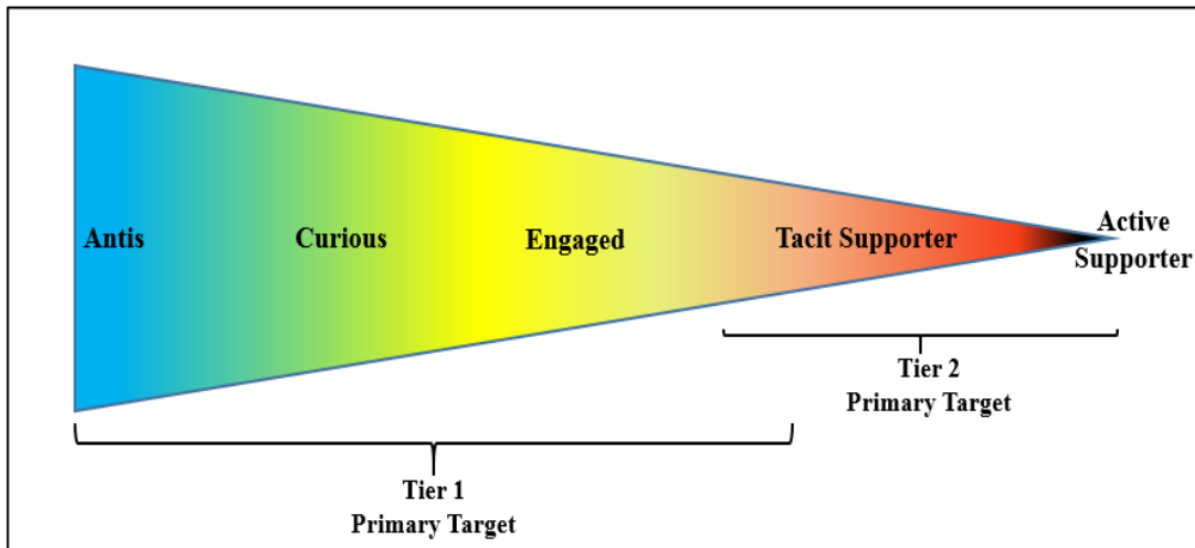 Antis
Curious
Engaged
Tacit Supporter
Active
Supporter
Tier 2
Primary Target
Tier 1
Primary Target